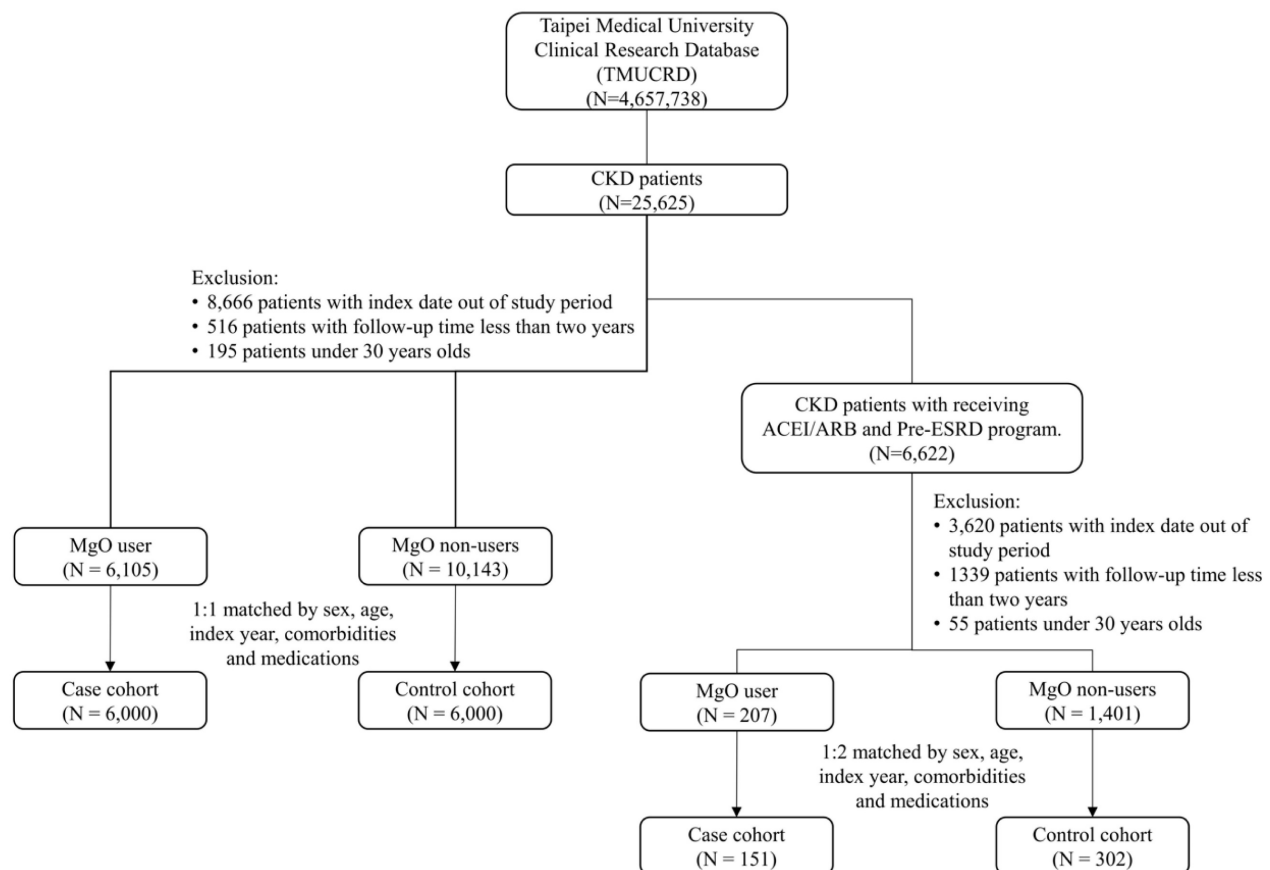 Taipei Medical University
Clinical Research Database
(TMUCRD)
(N=4,657,738)
CKD patients
(N=25,625)
Exclusion:
• 8,666 patients with index date out of study period
• 516 patients with follow-up time less than two years
• 195 patients under 30 years olds
CKD patients with receiving
ACEI/ARB and Pre-ESRD program.
(N=6,622)
Exclusion:
• 3,620 patients with index date out of
study period
• 1339 patients with follow-up time less
than two years
• 55 patients under 30 years olds
MgO user
(N = 6,105)
MgO non-users
(N = 10,143)
1:1 matched by sex, age,
index year, comorbidities
and medications
Case cohort
(N = 6,000)
Control cohort
(N = 6,000)
MgO user
(N = 207)
MgO non-users
(N = 1,401)
1:2 matched by sex, age,
index year, comorbidities
and medications
Case cohort
(N = 151)
Control cohort
(N = 302)